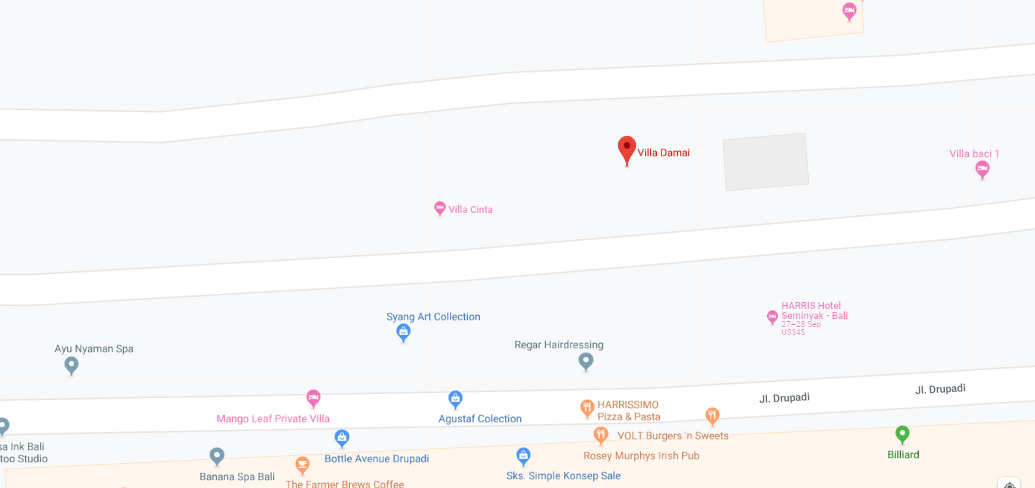 Villa Damai
Villa baci 1
Villa Cinta
HARRIS Hotel
Seminyak - Bali
27–28 Sep
US$45
Syang Art Collection
Regar Hairdressing
Ayu Nyaman Spa
Jl. Drupadi
Jl. Drupadi
HARRISSIMO
Pizza & Pasta
Mango Leaf Private Villa
Agustaf Colection
VOLT Burgers 'n Sweets
sa Ink Bali
too Studio
Bottle Avenue Drupadi
Rosey Murphys Irish Pub
Billiard
Banana Spa Bali
Sks. Simple Konsep Sale
The Farmer Brews Coffee